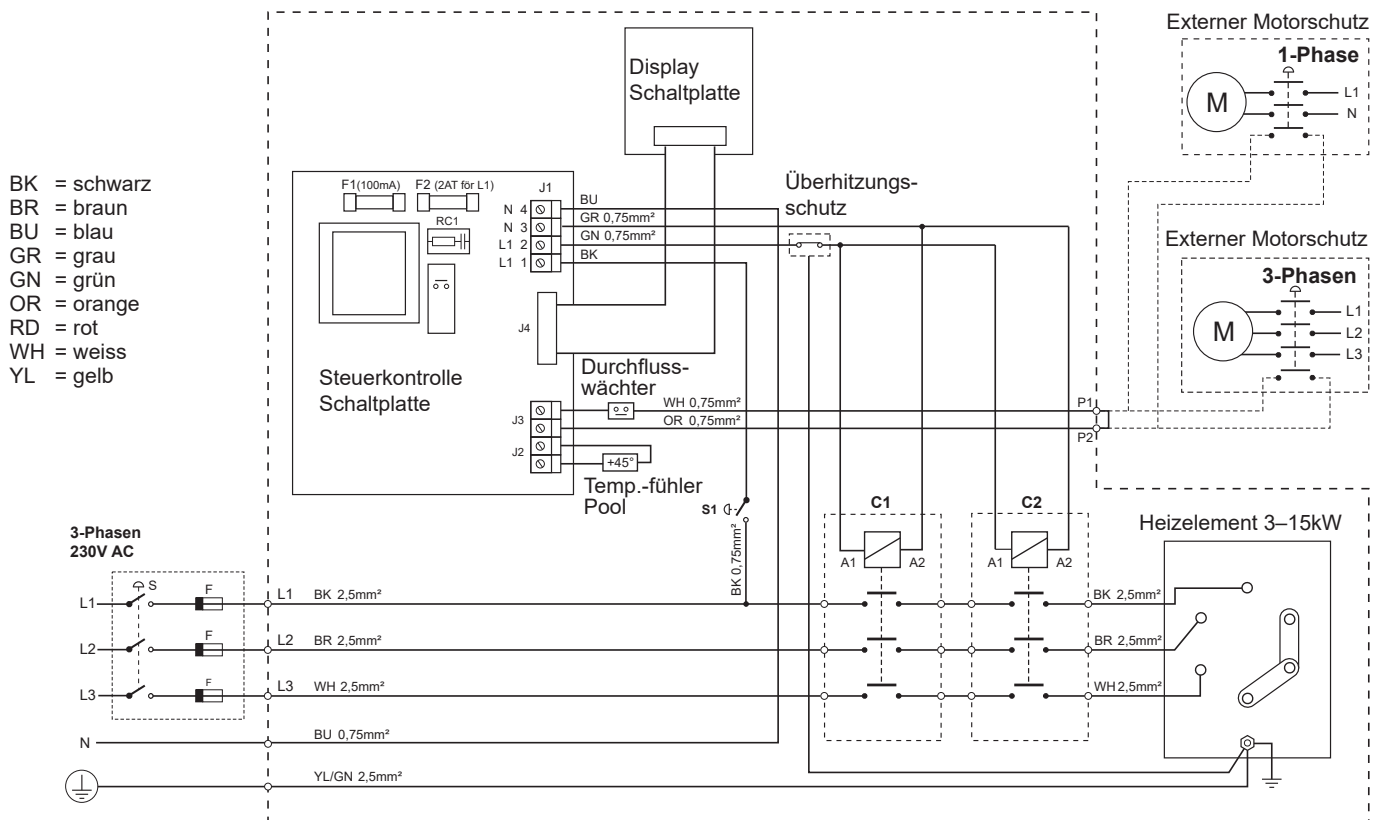 Externer Motorschutz
1-Phase
M
L1
N
Display
Schaltplatte
BK = schwarz
BR = braun
BU = blau
GR = grau
GN = grün
OR = orange
RD = rot
WH = weiss
YL = gelb
F1(100mA)
F2 (2AT för L1)
J1
RC1
N 4
N 3
L1 2
L1 1
BU
GR 0,75mm²
GN 0,75mm²
BK
Überhitzungs-
schutz
Externer Motorschutz
3-Phasen
M
L1
L2
L3
J4
Steuerkontrolle
Schaltplatte
Durchfluss-
wächter
J3
J2
WH 0,75mm²
OR 0,75mm²
P1
P2
+45°
Temp.-fühler
Pool
S1
BK 0,75mm²
C1
A1
A2
C2
A1
A2
Heizelement 3–15kW
3-Phasen
230V AC
S
L1
F
L1
BK 2,5mm²
BK 2,5mm²
L2
F
L2
BR 2,5mm²
BR 2,5mm²
L3
F
L3
WH 2,5mm²
WH2,5mm²
N
BU 0,75mm²
YL/GN 2,5mm²